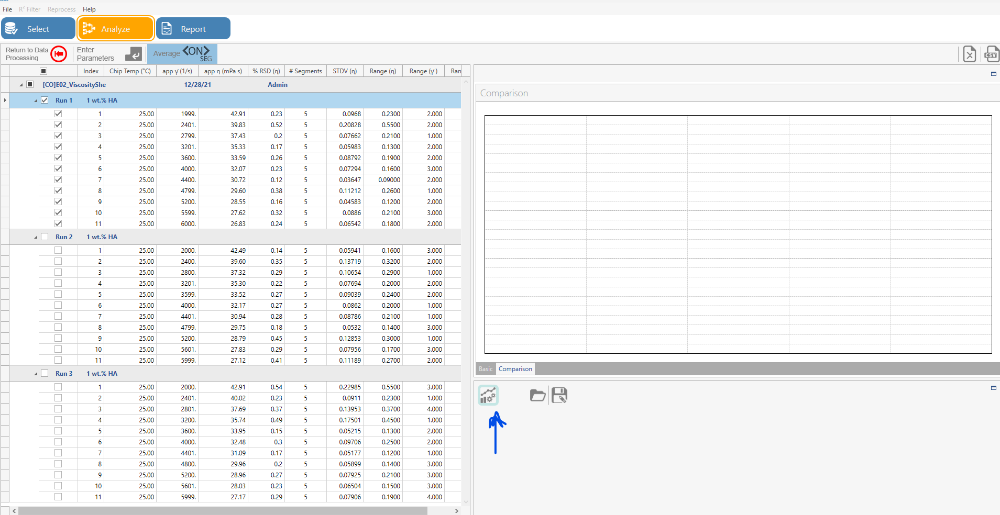 File R² Filter Reprocess Help
Select Analyze Report
Return to Data Processing Enter Parameters Average <ON> SEG CSV
Index Chip Temp (°C) app γ̇ (1/s) app η (mPa s) % RSD (η) # Segments STDV (η) Range (η) Range (γ̇ ) Ran
[CO]E02_ViscosityShe 12/28/21 Admin
Run 1 1 wt.% HA
1 25.00 1999. 42.91 0.23 5 0.0968 0.2300 2.000
2 25.00 2401. 39.83 0.52 5 0.20828 0.5500 2.000
3 25.00 2799. 37.43 0.2 5 0.07662 0.2100 1.000
4 25.00 3201. 35.33 0.17 5 0.05983 0.1300 2.000
5 25.00 3600. 33.59 0.26 5 0.08792 0.1900 2.000
6 25.00 4000. 32.07 0.23 5 0.07294 0.1600 3.000
7 25.00 4400. 30.72 0.12 5 0.03647 0.09000 2.000
8 25.00 4799. 29.60 0.38 5 0.11212 0.2600 1.000
9 25.00 5200. 28.55 0.16 5 0.04583 0.1200 2.000
10 25.00 5599. 27.62 0.32 5 0.0886 0.2100 3.000
11 25.00 6000. 26.83 0.24 5 0.06542 0.1800 2.000
Run 2 1 wt.% HA
1 25.00 2000. 42.49 0.14 5 0.05941 0.1600 3.000
2 25.00 2400. 39.60 0.35 5 0.13719 0.3200 2.000
3 25.00 2800. 37.32 0.29 5 0.10654 0.2900 1.000
4 25.00 3201. 35.30 0.22 5 0.07694 0.2000 2.000
5 25.00 3599. 33.52 0.27 5 0.09039 0.2400 2.000
6 25.00 4000. 32.17 0.27 5 0.0862 0.2000 1.000
7 25.00 4401. 30.94 0.28 5 0.08786 0.2100 1.000
8 25.00 4799. 29.75 0.18 5 0.0532 0.1400 3.000
9 25.00 5200. 28.79 0.45 5 0.12853 0.3000 1.000
10 25.00 5601. 27.83 0.29 5 0.07956 0.1700 3.000
11 25.00 5999. 27.12 0.41 5 0.11189 0.2700 2.000
Run 3 1 wt.% HA
1 25.00 2000. 42.91 0.54 5 0.22985 0.5500 3.000
2 25.00 2401. 40.02 0.23 5 0.0911 0.2300 1.000
3 25.00 2801. 37.69 0.37 5 0.13953 0.3700 4.000
4 25.00 3200. 35.74 0.49 5 0.17501 0.4500 1.000
5 25.00 3600. 33.95 0.15 5 0.05215 0.1300 2.000
6 25.00 4000. 32.48 0.3 5 0.09706 0.2500 2.000
7 25.00 4401. 31.09 0.17 5 0.05177 0.1200 1.000
8 25.00 4800. 29.96 0.2 5 0.05899 0.1400 3.000
9 25.00 5200. 28.96 0.27 5 0.07925 0.2100 3.000
10 25.00 5601. 28.03 0.23 5 0.06504 0.1500 3.000
11 25.00 5999. 27.17 0.29 5 0.07906 0.1900 4.000
Comparison
Basic Comparison